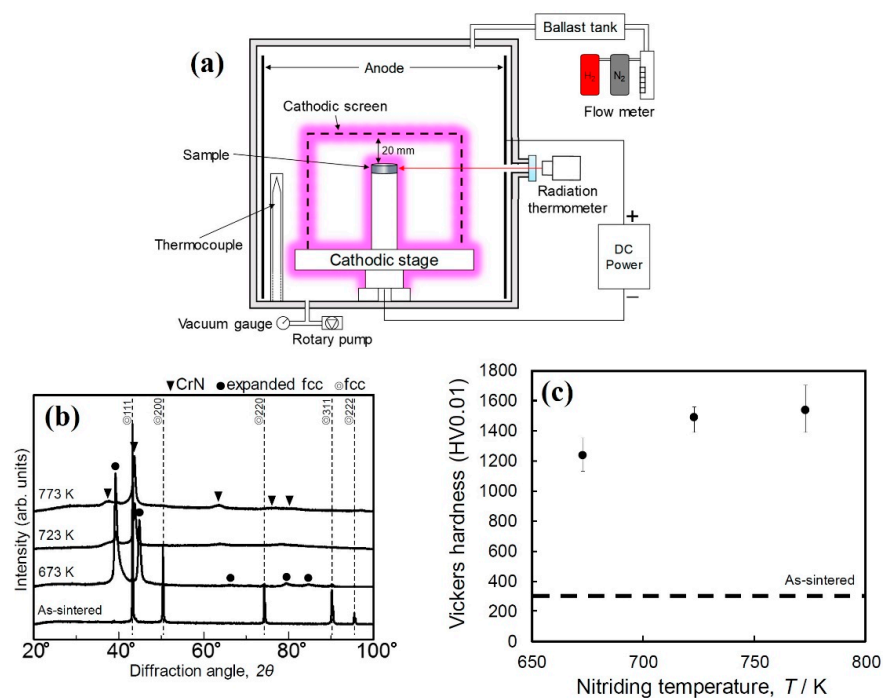 (a)
Ballast tank
Anode
H2
N2
Flow meter
Cathodic screen
20 mm
Sample
Radiation
thermometer
+
Thermocouple
DC
Power
Cathodic stage
−
Vacuum gauge
Rotary pump
▼CrN ●expanded fcc ◎fcc
(b)
◎111
◎200
◎220
◎311
◎222
773 K
723 K
673 K
As-sintered
Intensity (arb. units)
20° 40° 60° 80° 100°
Diffraction angle, 2θ
(c)
1800
1600
1400
1200
1000
800
600
400
200
0
As-sintered
Vickers hardness (HV0.01)
650 700 750 800
Nitriding temperature, T / K